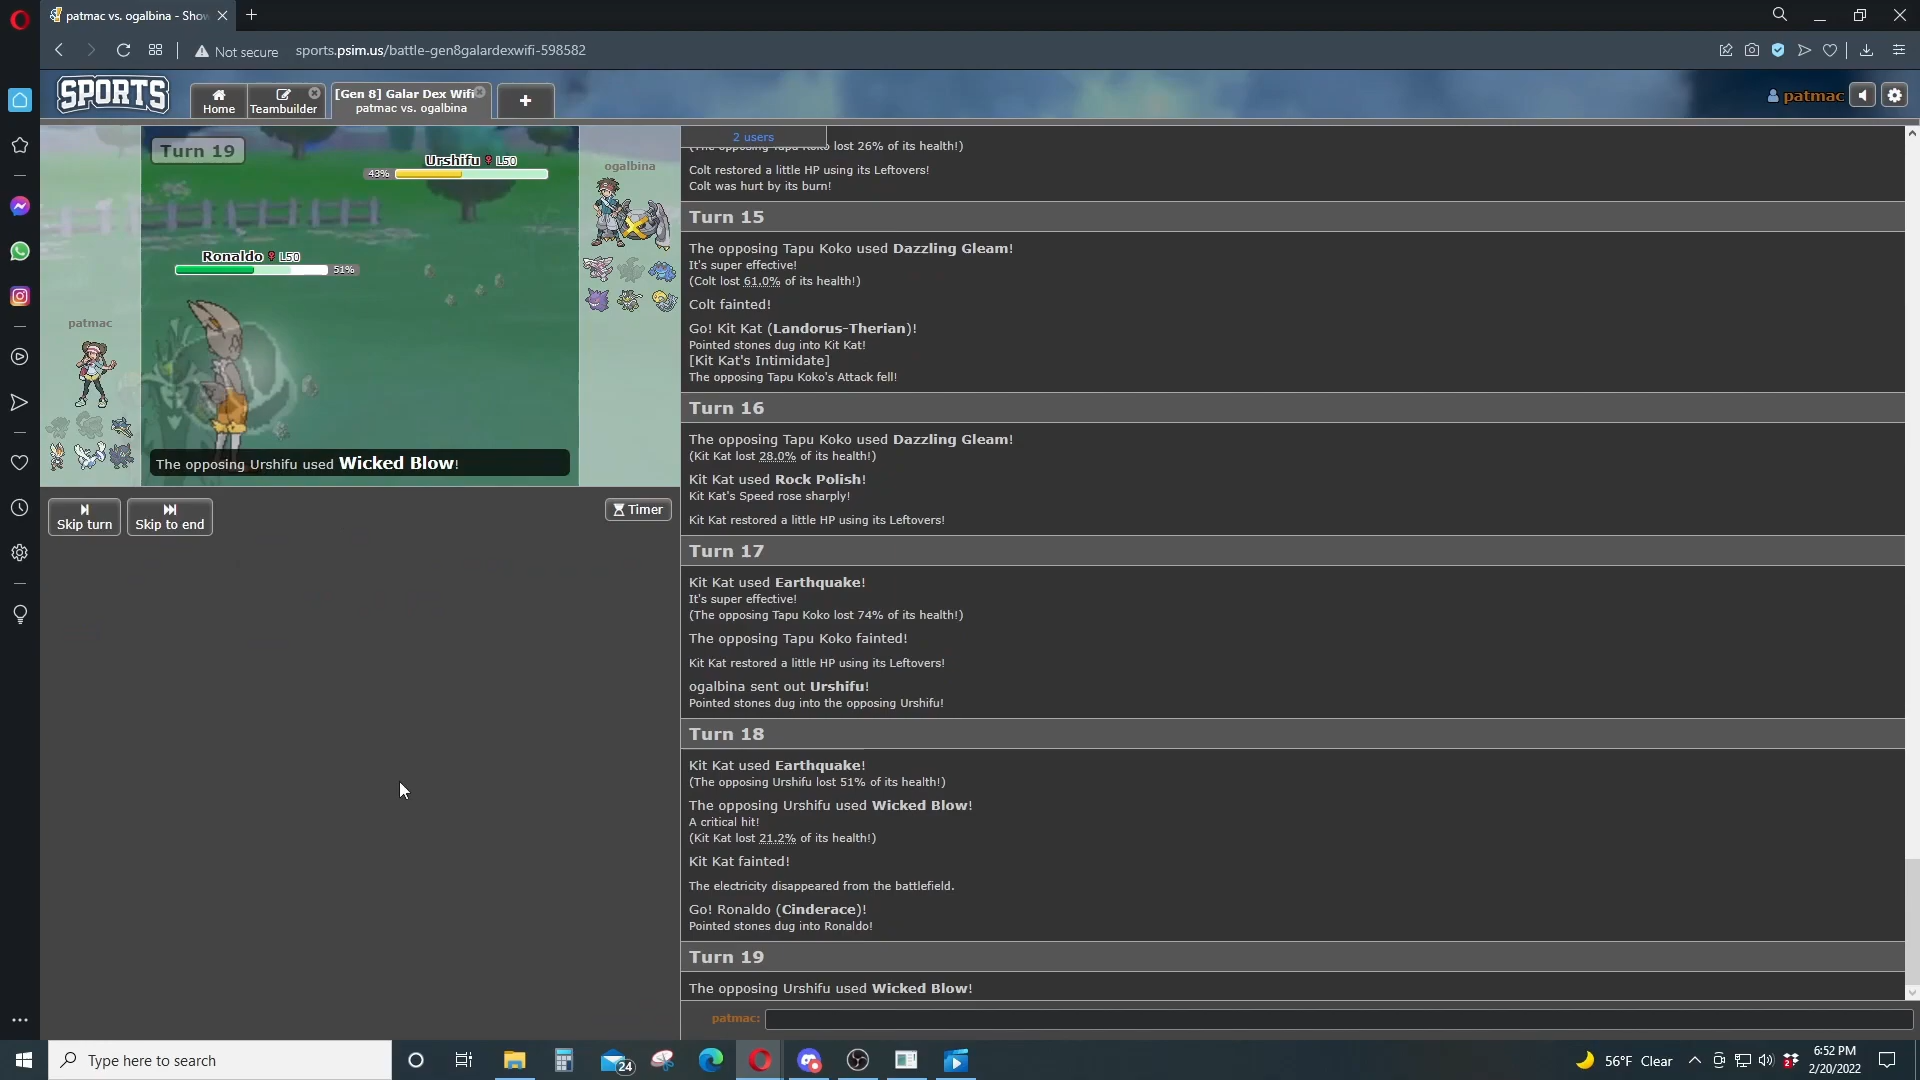 patmac vs. ogalbina - Show
Not secure
sports.psim.us/battle-gen8galardexwifi-598582
SPORTS
Home
Teambuilder
[Gen 8] Galar Dex Wifi
patmac vs. ogalbina
+
patmac
Turn 19
Urshifu L50
43%
Ronaldo L50
51%
ogalbina
patmac
The opposing Urshifu used Wicked Blow!
Skip turn
Skip to end
Timer
2 users
(The opposing Tapu Koko lost 26% of its health!)
Colt restored a little HP using its Leftovers!
Colt was hurt by its burn!
Turn 15
The opposing Tapu Koko used Dazzling Gleam!
It's super effective!
(Colt lost 61.0% of its health!)
Colt fainted!
Go! Kit Kat (Landorus-Therian)!
Pointed stones dug into Kit Kat!
[Kit Kat's Intimidate]
The opposing Tapu Koko's Attack fell!
Turn 16
The opposing Tapu Koko used Dazzling Gleam!
(Kit Kat lost 28.0% of its health!)
Kit Kat used Rock Polish!
Kit Kat's Speed rose sharply!
Kit Kat restored a little HP using its Leftovers!
Turn 17
Kit Kat used Earthquake!
It's super effective!
(The opposing Tapu Koko lost 74% of its health!)
The opposing Tapu Koko fainted!
Kit Kat restored a little HP using its Leftovers!
ogalbina sent out Urshifu!
Pointed stones dug into the opposing Urshifu!
Turn 18
Kit Kat used Earthquake!
(The opposing Urshifu lost 51% of its health!)
The opposing Urshifu used Wicked Blow!
A critical hit!
(Kit Kat lost 21.2% of its health!)
Kit Kat fainted!
The electricity disappeared from the battlefield.
Go! Ronaldo (Cinderace)!
Pointed stones dug into Ronaldo!
Turn 19
The opposing Urshifu used Wicked Blow!
patmac:
Type here to search
24
56°F Clear
2
6:52 PM
2/20/2022